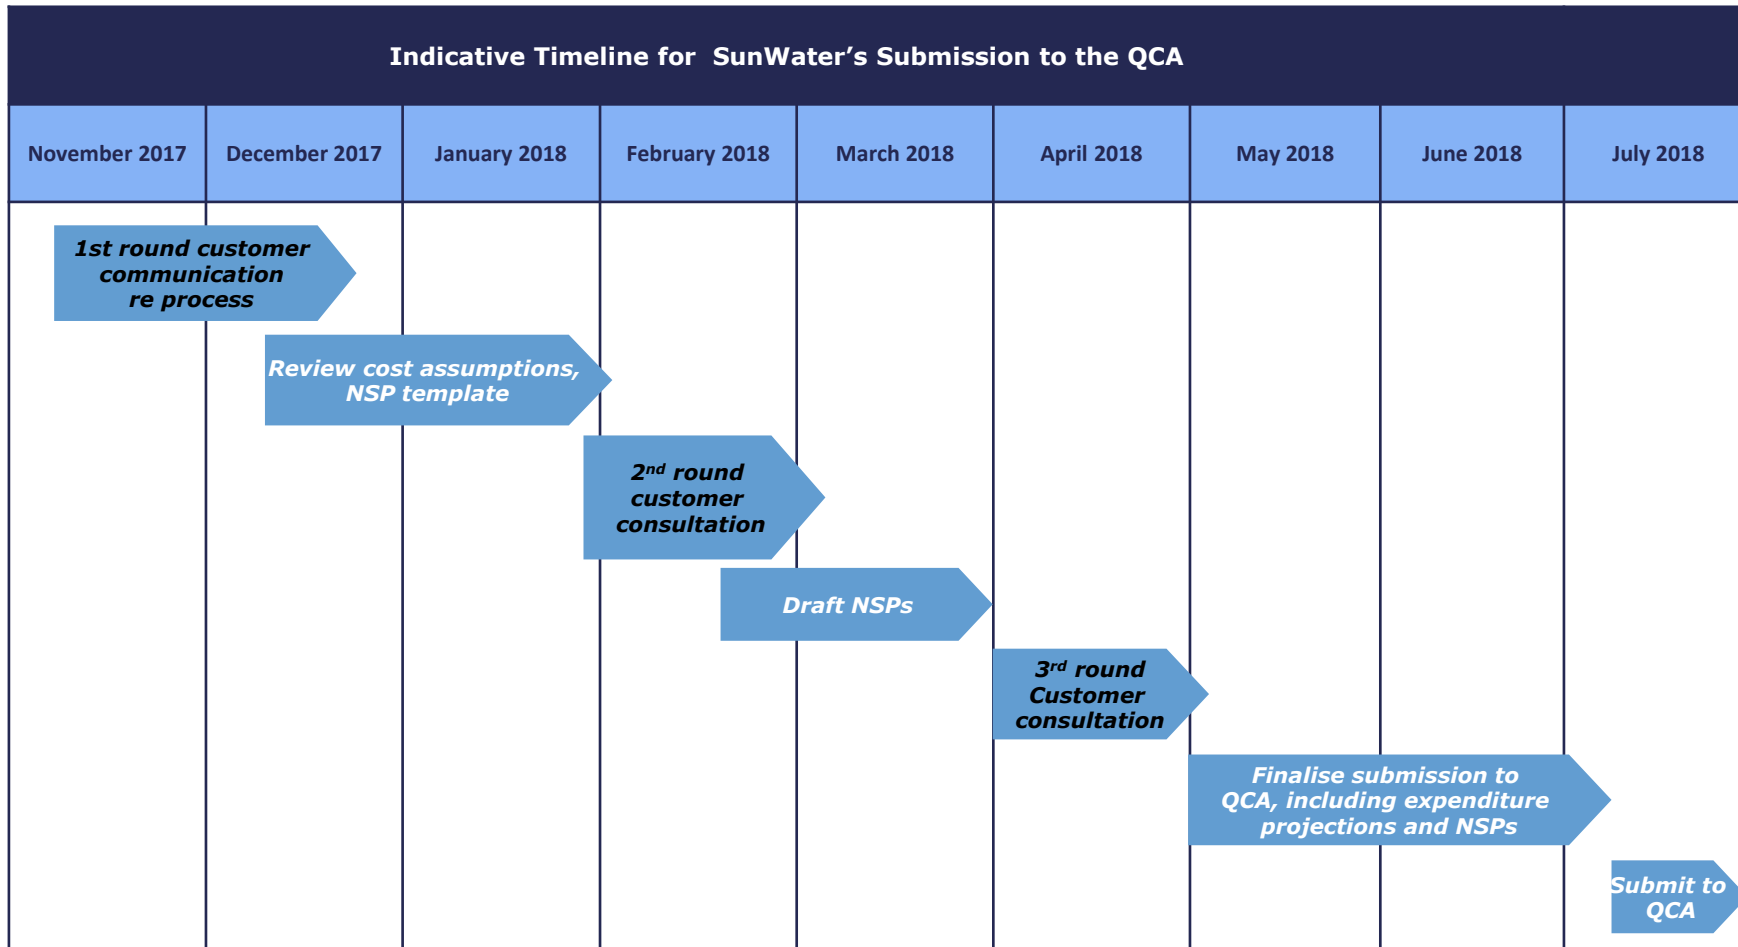 Indicative Timeline for SunWater’s Submission to the QCA
November 2017
December 2017
January 2018
February 2018
March 2018
April 2018
May 2018
June 2018
July 2018
1st round customer
communication
re process
Review cost assumptions,
NSP template
2nd round
customer
consultation
Draft NSPs
3rd round
Customer
consultation
Finalise submission to
QCA, including expenditure
projections and NSPs
Submit to
QCA